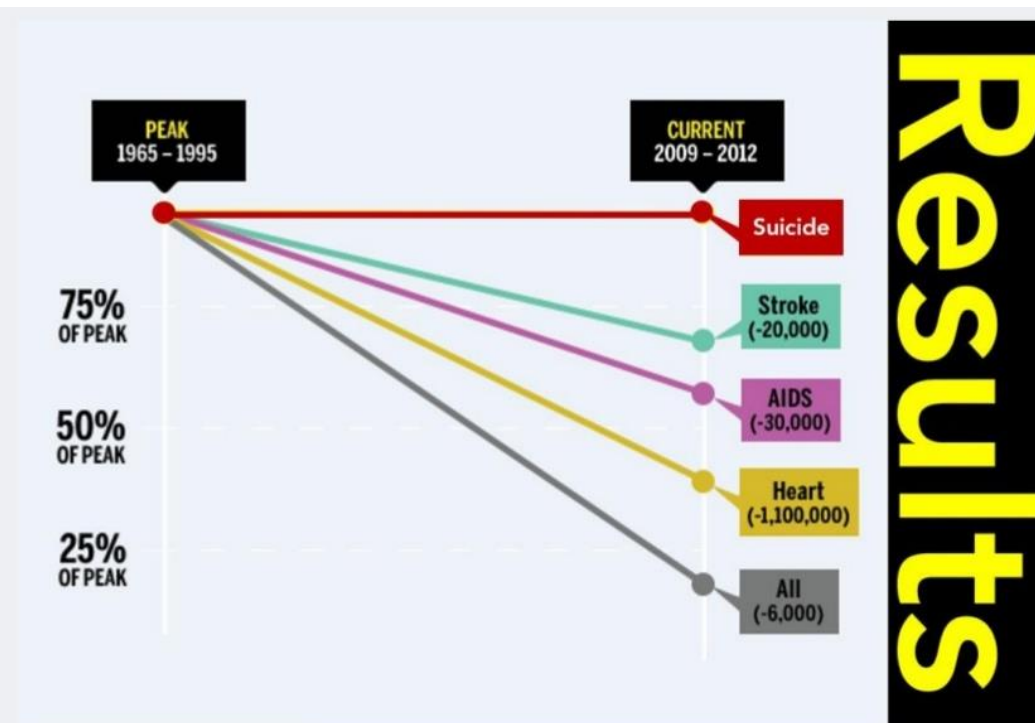 PEAK
1965 – 1995
CURRENT
2009 – 2012
Suicide
75%
OF PEAK
Stroke
(-20,000)
AIDS
(-30,000)
50%
OF PEAK
Heart
(-1,100,000)
25%
OF PEAK
All
(-6,000)
Results